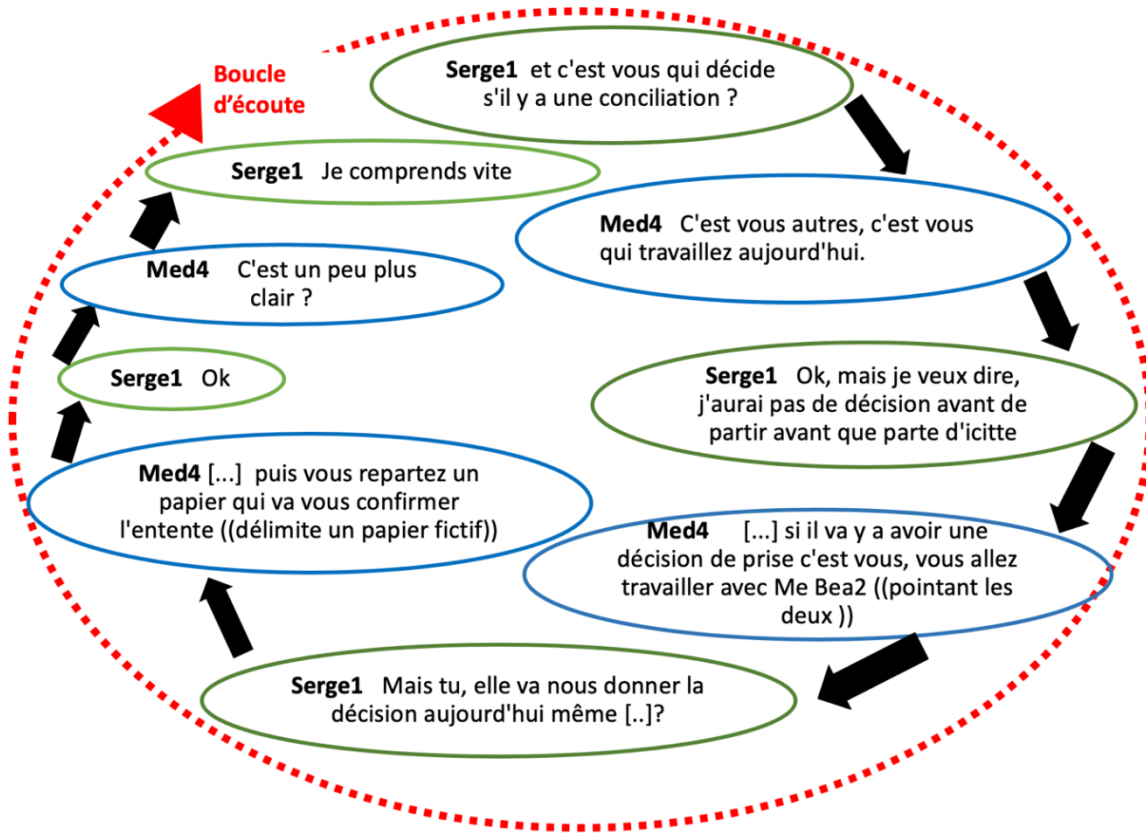 Boucle
d'écoute
Serge1 et c'est vous qui décide
s'il y a une conciliation ?
Med4 C'est vous autres, c'est vous
qui travaillez aujourd'hui.
Serge1 Ok, mais je veux dire,
j'aurai pas de décision avant de
partir avant que parte d'icitte
Med4 [...] si il va y a avoir une
décision de prise c'est vous, vous allez
travailler avec Me Bea2 ((pointant les
deux ))
Serge1 Mais tu, elle va nous donner la
décision aujourd'hui même [..]?
Med4 [...] puis vous repartez un
papier qui va vous confirmer
l'entente ((délimite un papier fictif))
Serge1 Ok
Med4 C'est un peu plus
clair ?
Serge1 Je comprends vite